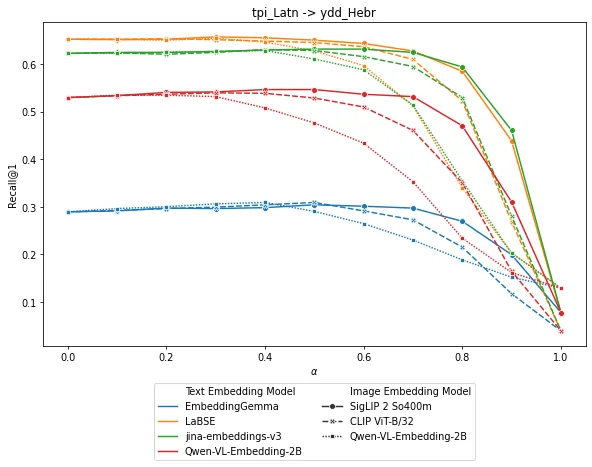 tpi_Latn -> ydd_Hebr
Recall@1
0.6
0.5
0.4
0.3
0.2
0.1
0.0 0.2 0.4 0.6 0.8 1.0
α
Text Embedding Model
EmbeddingGemma
LaBSE
jina-embeddings-v3
Qwen-VL-Embedding-2B
Image Embedding Model
SigLIP 2 So400m
CLIP ViT-B/32
Qwen-VL-Embedding-2B